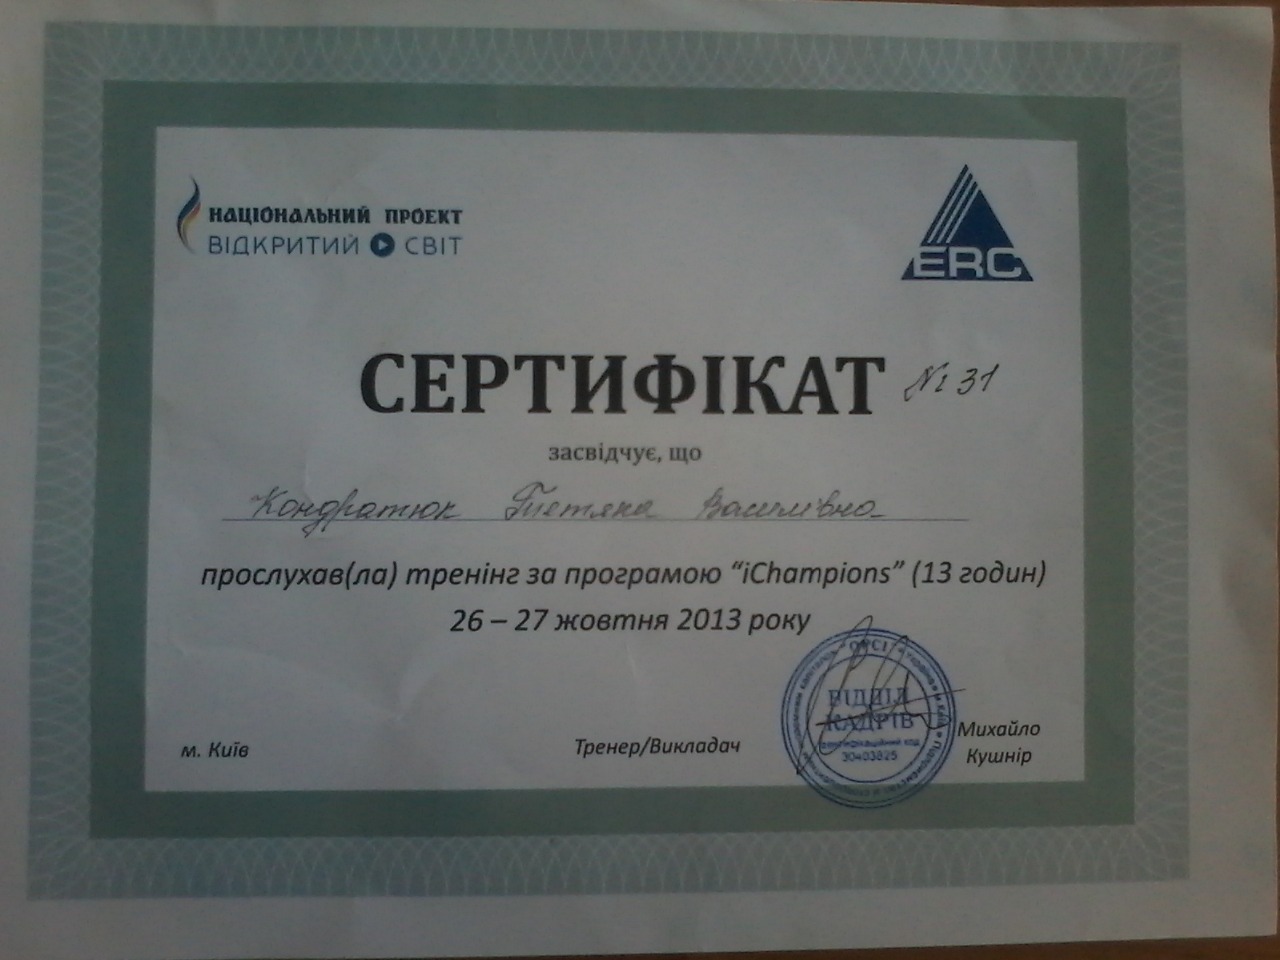 НАЦІОНАЛЬНИЙ ПРОЕКТ
ВІДКРИТИЙ СВІТ
ERC
СЕРТИФІКАТ №31
засвідчує, що
Кондратюк Тетяна Василівна
прослухав(ла) тренінг за програмою “iChampions” (13 годин)
26 – 27 жовтня 2013 року
м. Київ
Тренер/Викладач
ВІДДІЛ
КАДРІВ
30403825
Михайло
Кушнір